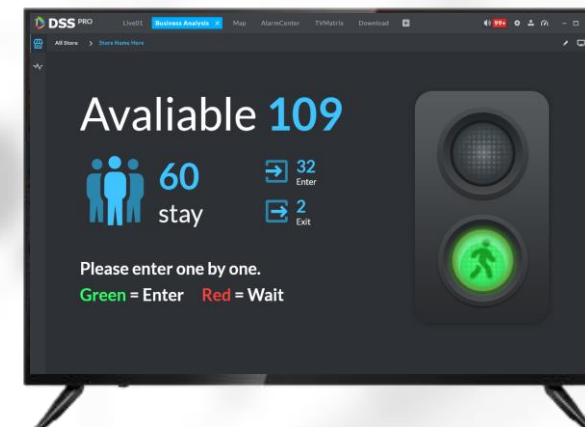 DSS PRO Live01 Business Analysis × Map AlarmCenter TVMatrix Download 99+
All Store > Store Name Here
Avaliable 109
60
stay
32
Enter
2
Exit
Please enter one by one.
Green = Enter Red = Wait